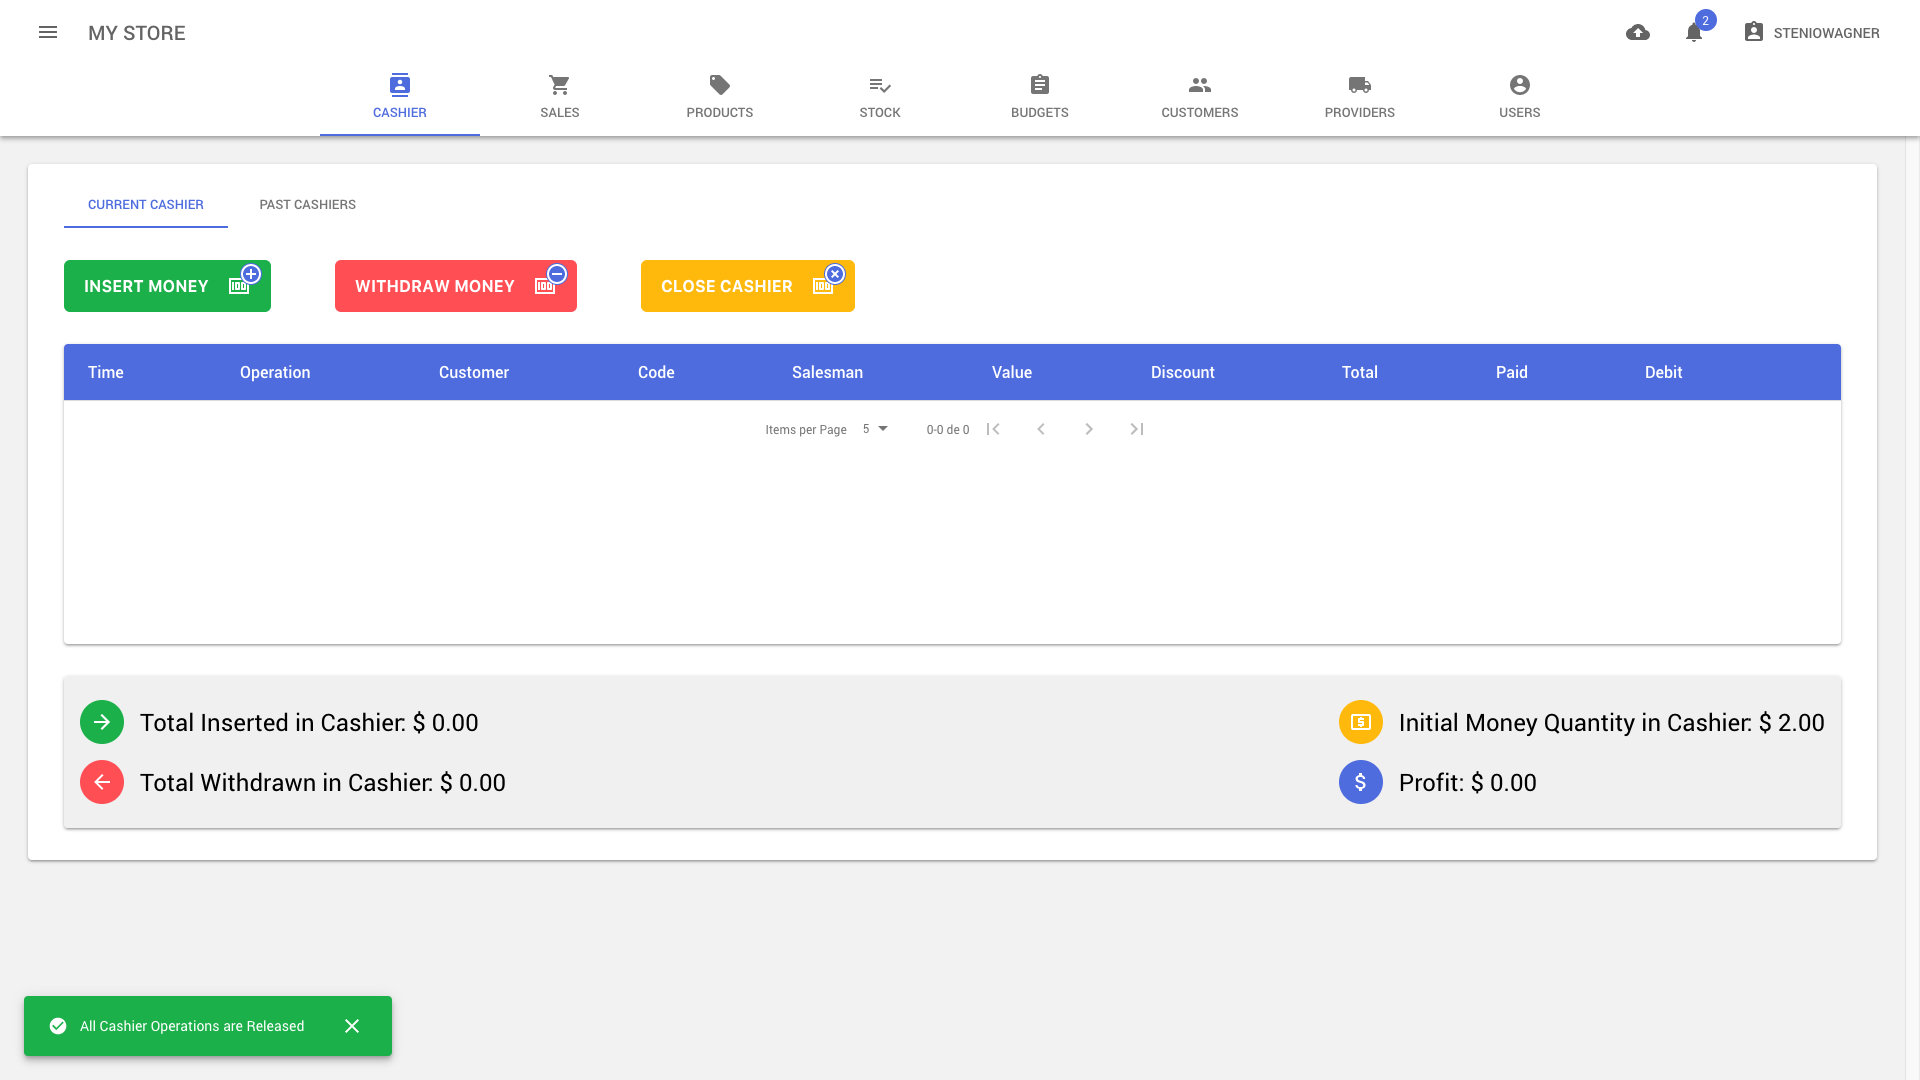 MY STORE
2
STENIOWAGNER
CASHIER
SALES
PRODUCTS
STOCK
BUDGETS
CUSTOMERS
PROVIDERS
USERS
CURRENT CASHIER
PAST CASHIERS
INSERT MONEY
WITHDRAW MONEY
CLOSE CASHIER
Time Operation Customer Code Salesman Value Discount Total Paid Debit
Items per Page 5 0-0 de 0
Total Inserted in Cashier: $ 0.00
Initial Money Quantity in Cashier: $ 2.00
Total Withdrawn in Cashier: $ 0.00
Profit: $ 0.00
All Cashier Operations are Released